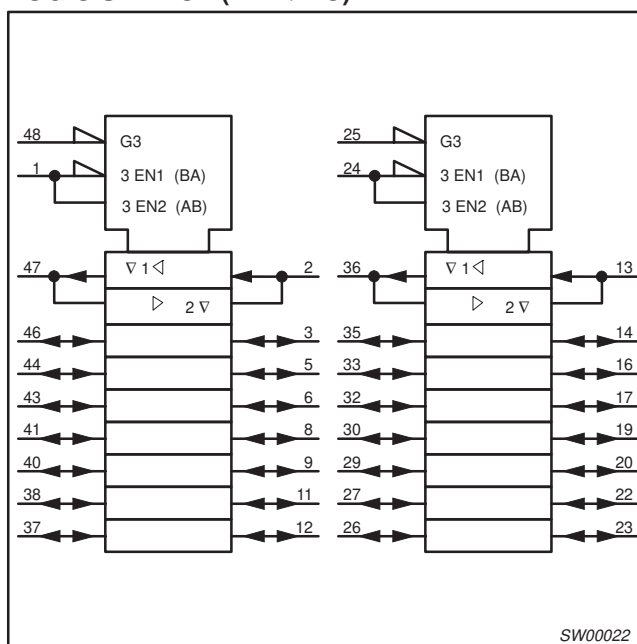 48 G3 25 G3
1 3 EN1 (BA) 24 3 EN1 (BA)
3 EN2 (AB) 3 EN2 (AB)
47 ∇ 1 ◁ 2 36 ∇ 1 ◁ 13
▷ 2 ∇ ▷ 2 ∇
46 3 35 14
44 5 33 16
43 6 32 17
41 8 30 19
40 9 29 20
38 11 27 22
37 12 26 23
SW00022